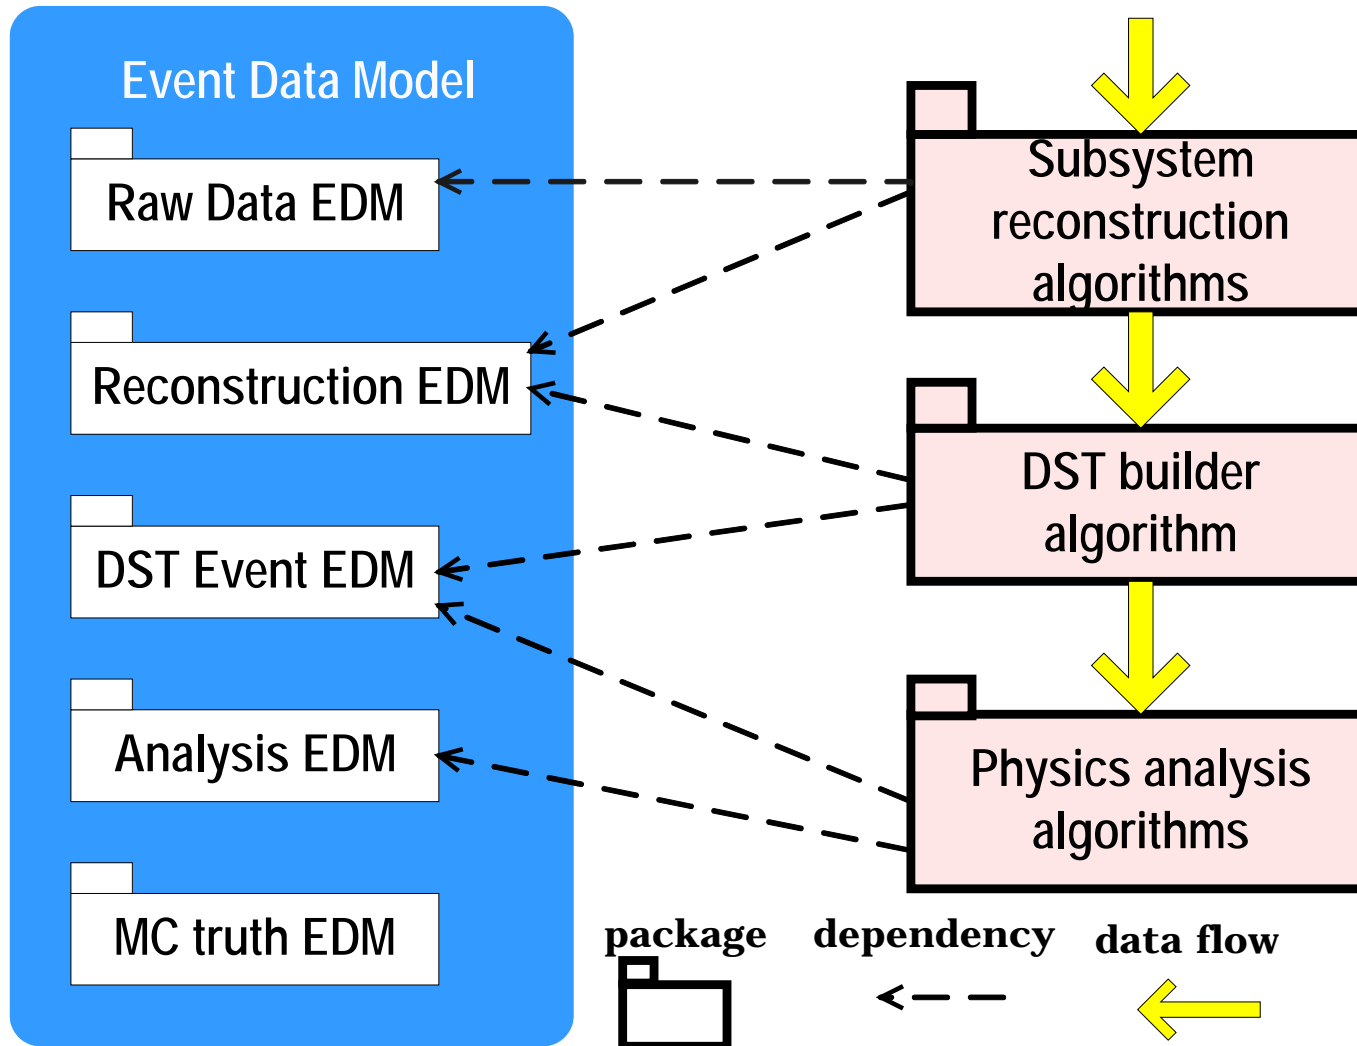 Event Data Model
Raw Data EDM
Reconstruction EDM
DST Event EDM
Analysis EDM
MC truth EDM
Subsystem
reconstruction
algorithms
DST builder
algorithm
Physics analysis
algorithms
package
dependency
data flow